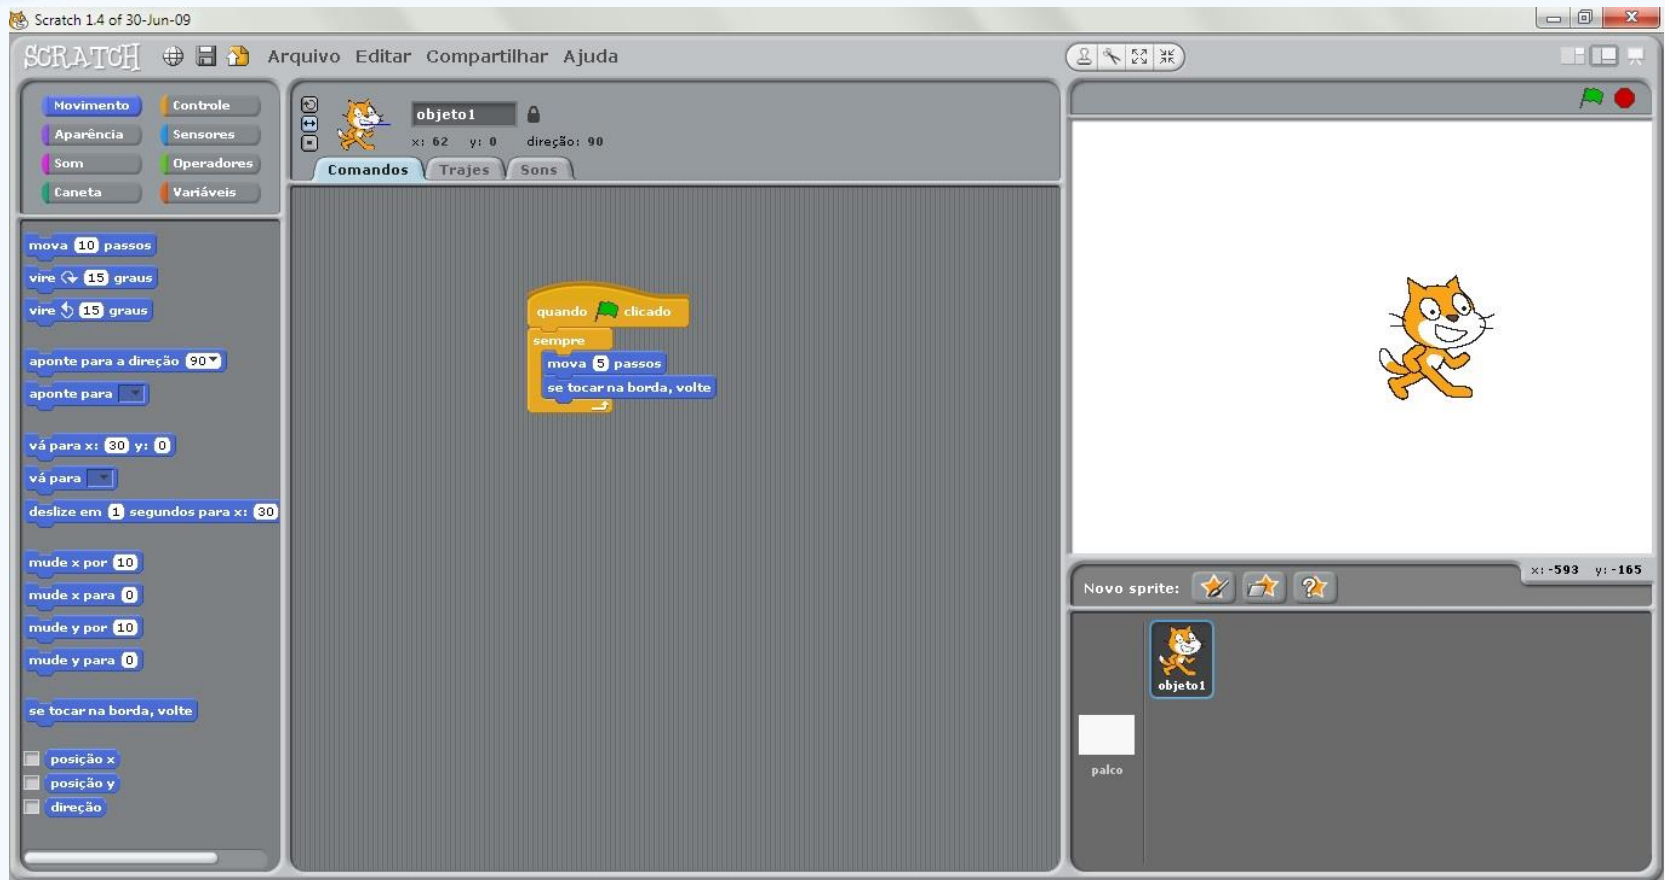 Scratch 1.4 of 30-Jun-09
SCRATCH Arquivo Editar Compartilhar Ajuda
Movimento Controle
Aparência Sensores
Som Operadores
Caneta Variáveis
mova 10 passos
vire 15 graus
vire 15 graus
aponte para a direção 90
aponte para
vá para x: 30 y: 0
vá para
deslize em 1 segundos para x: 30
mude x por 10
mude x para 0
mude y por 10
mude y para 0
se tocar na borda, volte
posição x
posição y
direção
objeto1
x: 62 y: 0 direção: 90
Comandos Trajes Sons
quando clicado
sempre
mova 5 passos
se tocar na borda, volte
x: -593 y: -165
Novo sprite:
objeto1
palco